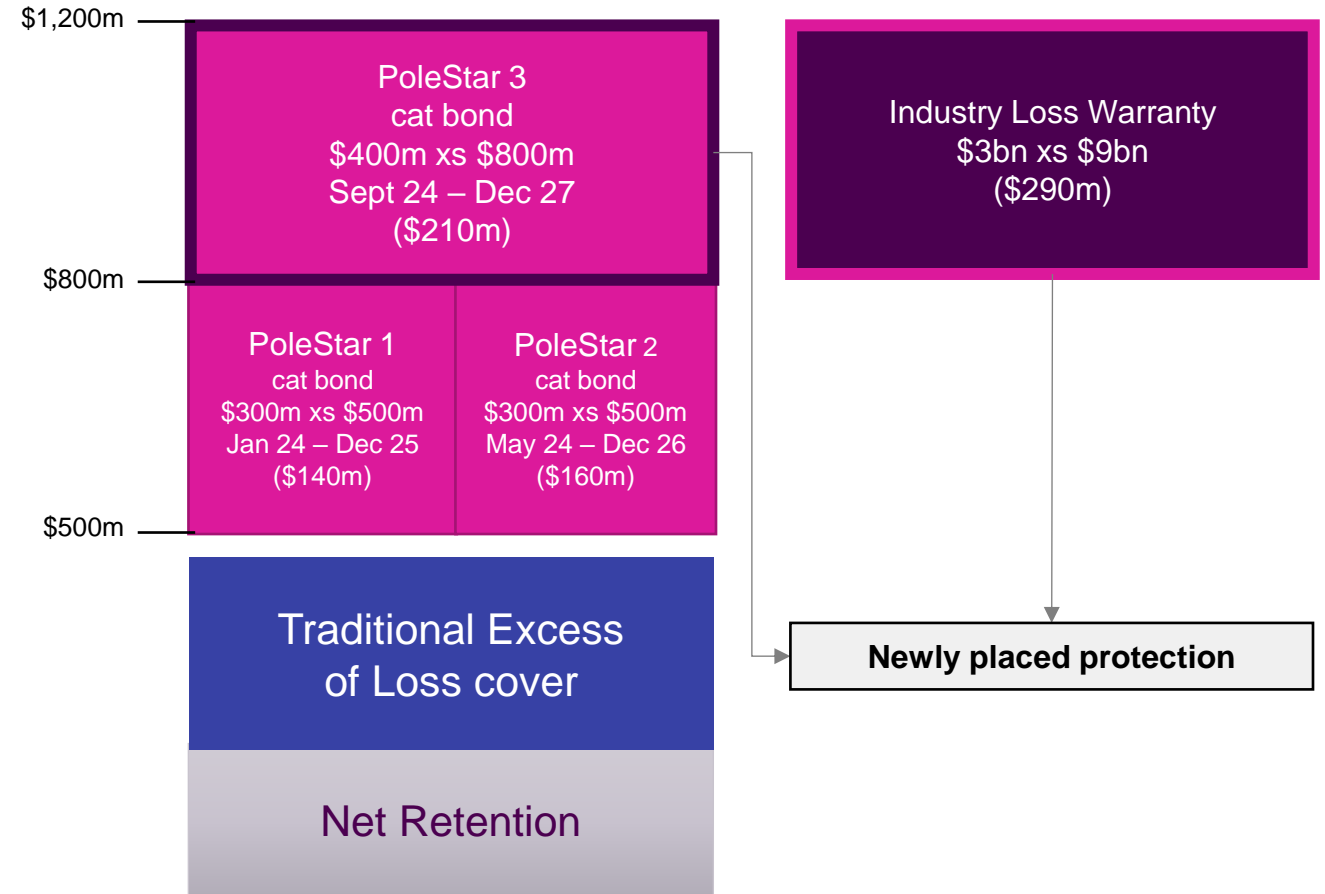 $1,200m
PoleStar 3
cat bond
$400m xs $800m
Sept 24 – Dec 27
($210m)
Industry Loss Warranty
$3bn xs $9bn
($290m)
$800m
PoleStar 1
cat bond
$300m xs $500m
Jan 24 – Dec 25
($140m)
PoleStar 2
cat bond
$300m xs $500m
May 24 – Dec 26
($160m)
$500m
Traditional Excess
of Loss cover
Newly placed protection
Net Retention